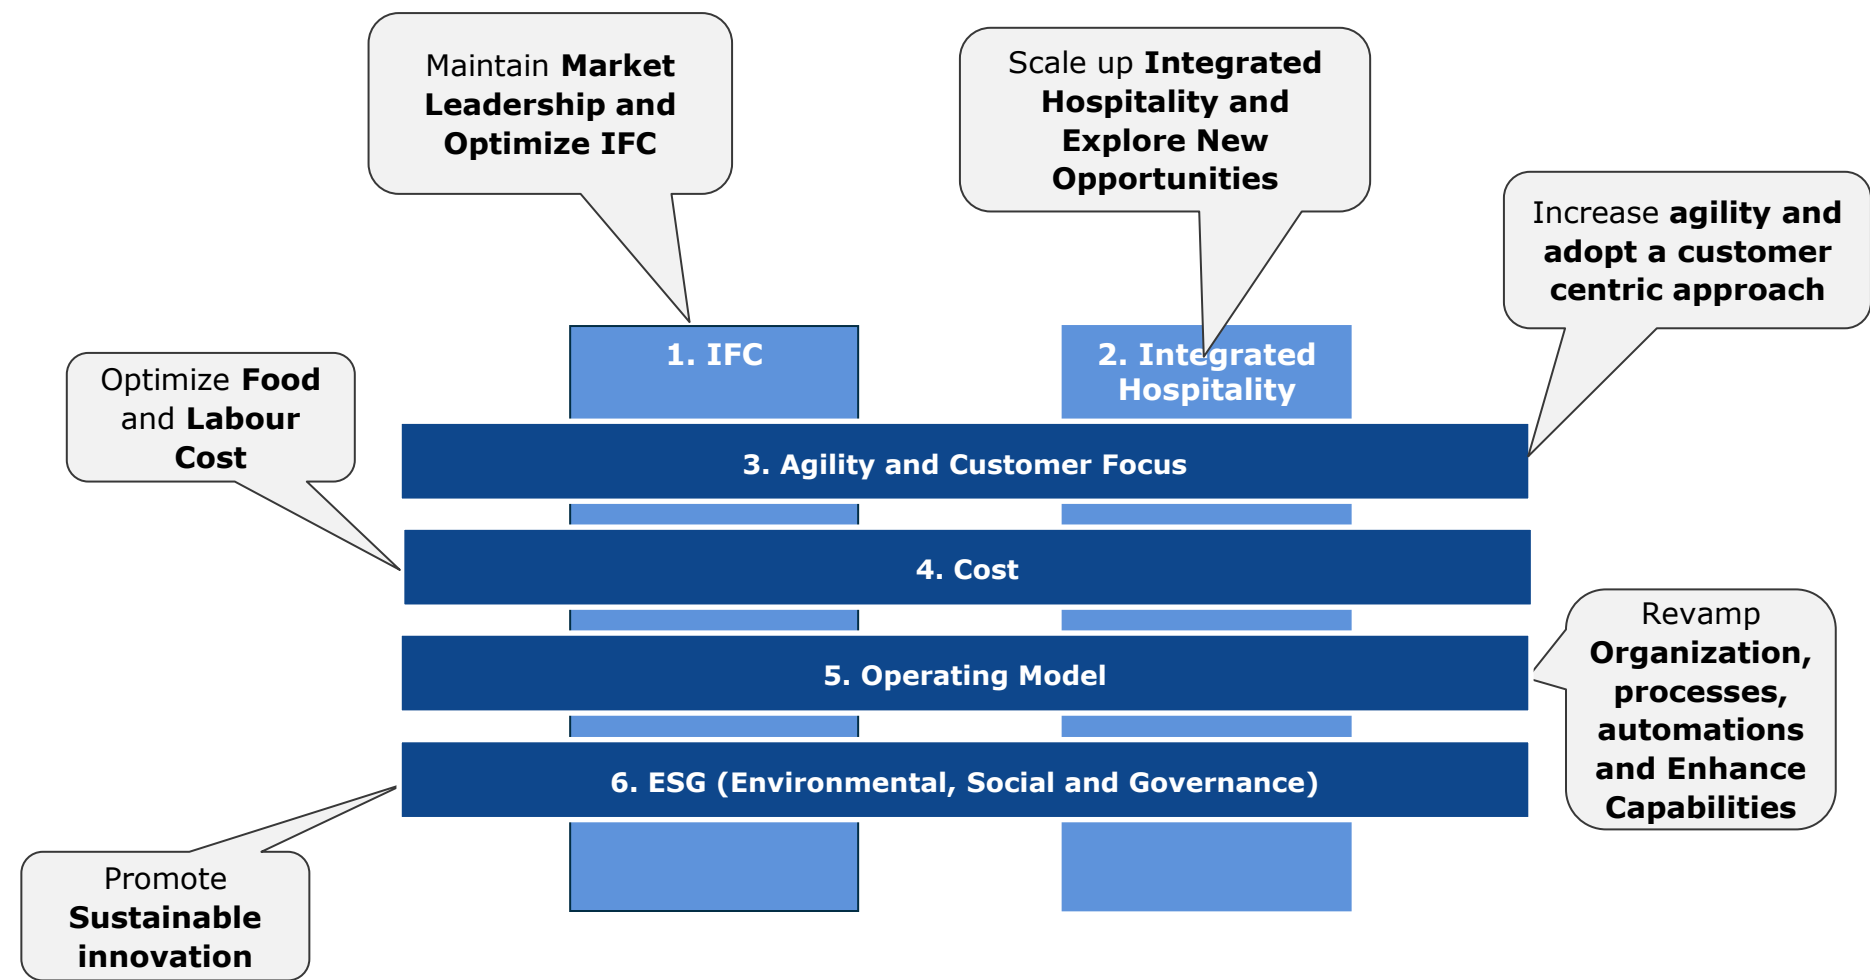 Maintain Market
Leadership and
Optimize IFC
Scale up Integrated
Hospitality and
Explore New
Opportunities
Increase agility and
adopt a customer
centric approach
1. IFC
2. Integrated
Hospitality
Optimize Food
and Labour
Cost
3. Agility and Customer Focus
4. Cost
Revamp
Organization,
processes,
automations
and Enhance
Capabilities
5. Operating Model
6. ESG (Environmental, Social and Governance)
Promote
Sustainable
innovation